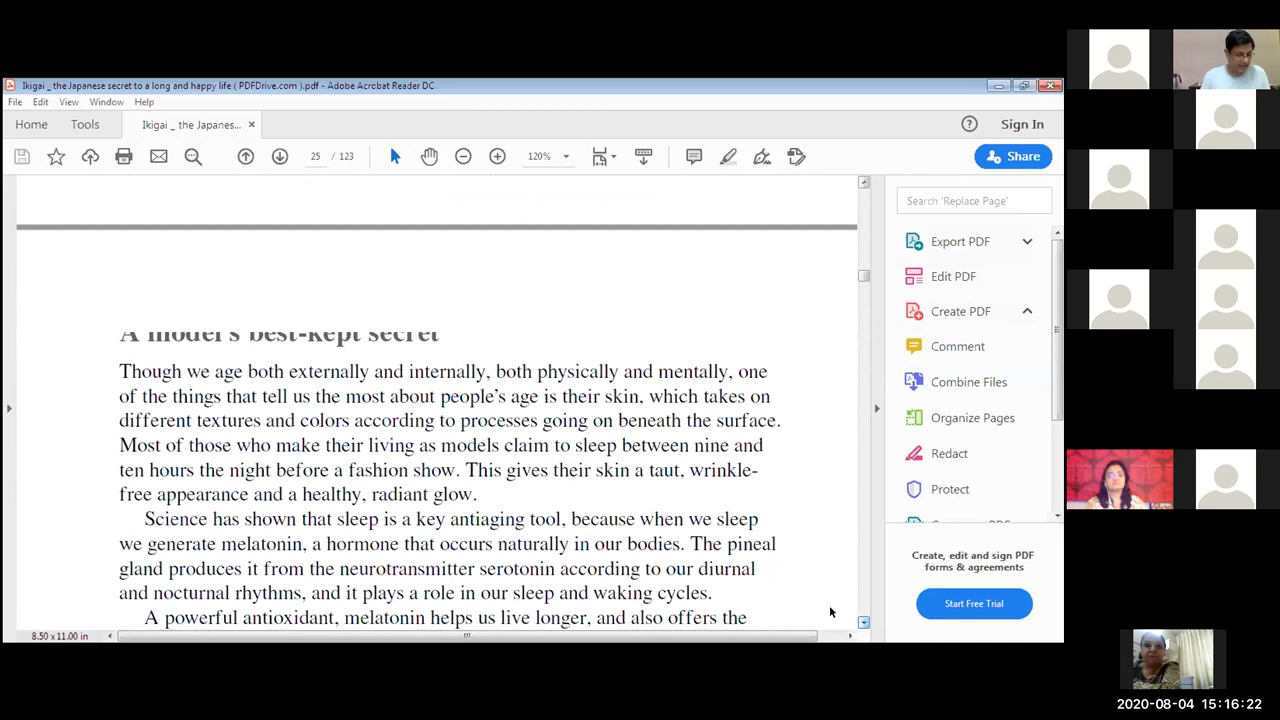 Ikigai _ the Japanese secret to a long and happy life ( PDFDrive.com ).pdf - Adobe Acrobat Reader DC
File Edit View Window Help
Home Tools Ikigai _ the Japanes... × Sign In
25 / 123 120% Share
A model's best-kept secret
Though we age both externally and internally, both physically and mentally, one
of the things that tell us the most about people's age is their skin, which takes on
different textures and colors according to processes going on beneath the surface.
Most of those who make their living as models claim to sleep between nine and
ten hours the night before a fashion show. This gives their skin a taut, wrinkle-
free appearance and a healthy, radiant glow.
Science has shown that sleep is a key antiaging tool, because when we sleep
we generate melatonin, a hormone that occurs naturally in our bodies. The pineal
gland produces it from the neurotransmitter serotonin according to our diurnal
and nocturnal rhythms, and it plays a role in our sleep and waking cycles.
A powerful antioxidant, melatonin helps us live longer, and also offers the
8.50 x 11.00 in
Search 'Replace Page'
Export PDF
Edit PDF
Create PDF
Comment
Combine Files
Organize Pages
Redact
Protect
Create, edit and sign PDF
forms & agreements
Start Free Trial
2020-08-04 15:16:22